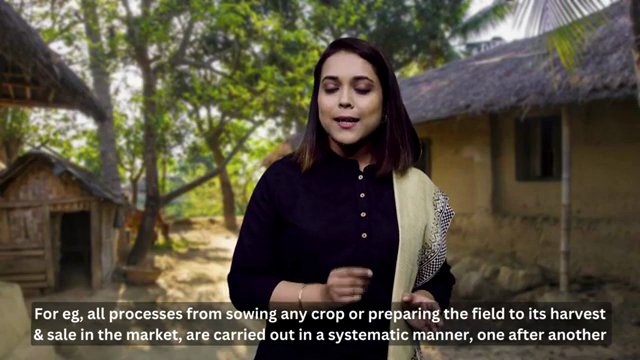 For eg, all processes from sowing any crop or preparing the field to its harvest
& sale in the market, are carried out in a systematic manner, one after another